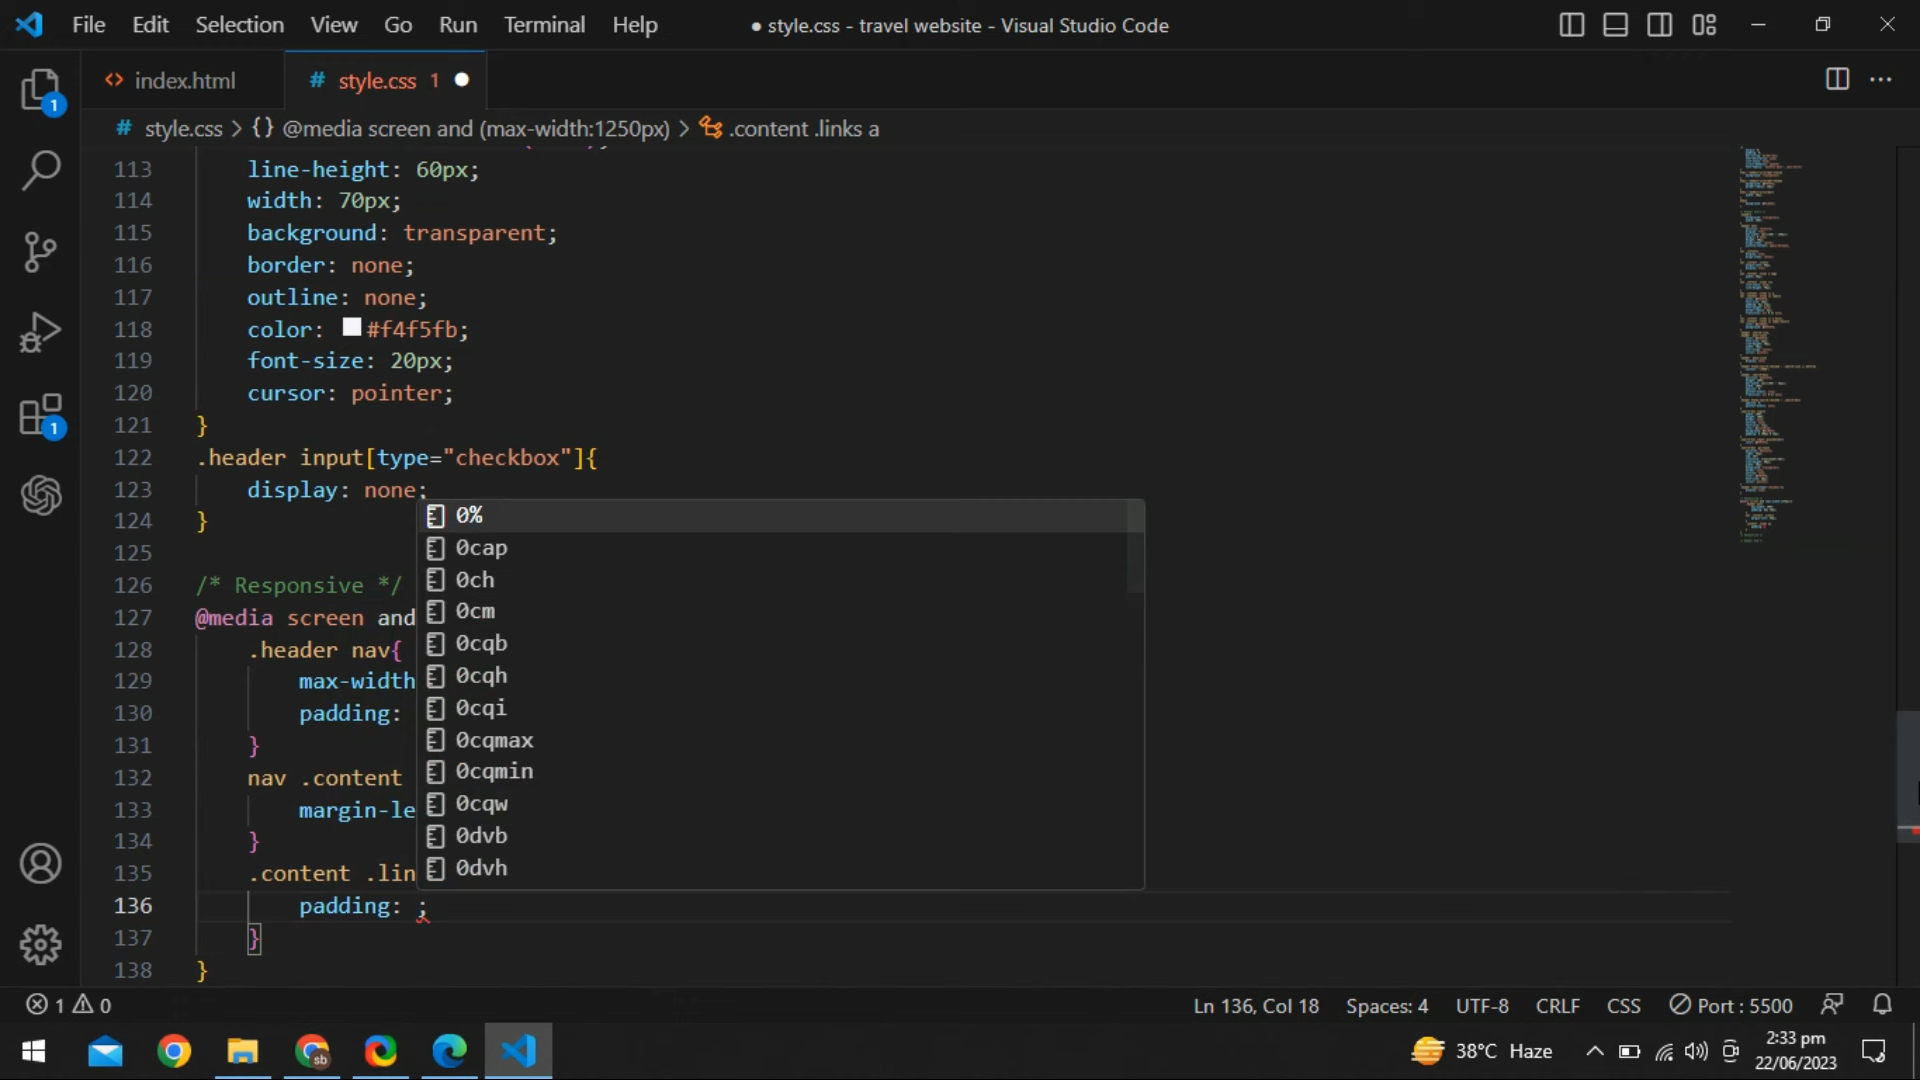 File Edit Selection View Go Run Terminal Help ● style.css - travel website - Visual Studio Code
<> index.html # style.css 1 ●
# style.css > {} @media screen and (max-width:1250px) > .content .links a
113 line-height: 60px;
114 width: 70px;
115 background: transparent;
116 border: none;
117 outline: none;
118 color: #f4f5fb;
119 font-size: 20px;
120 cursor: pointer;
121 }
122 .header input[type="checkbox"]{
123 display: none;
124 }
125
126 /* Responsive */
127 @media screen and
128 .header nav{
129 max-width
130 padding:
131 }
132 nav .content
133 margin-le
134 }
135 .content .lin
136 padding: ;
137 }
138 }
0%
0cap
0ch
0cm
0cqb
0cqh
0cqi
0cqmax
0cqmin
0cqw
0dvb
0dvh
1
1
1 0 Ln 136, Col 18 Spaces: 4 UTF-8 CRLF CSS Port : 5500
sb 38°C Haze 2:33 pm
22/06/2023